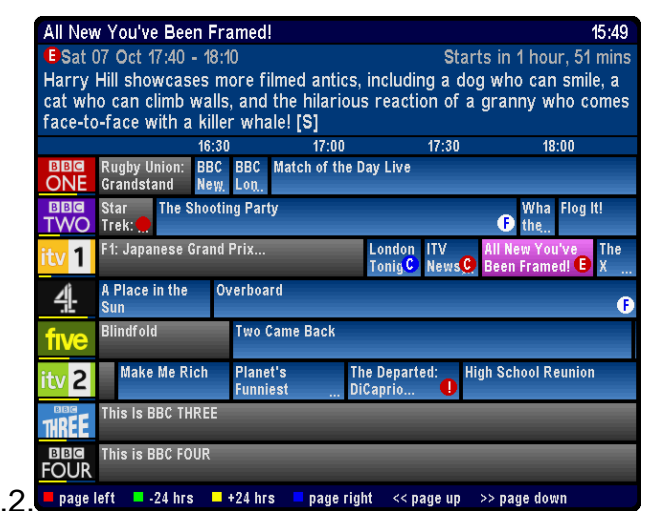 All New You've Been Framed! 15:49
E Sat 07 Oct 17:40 - 18:10 Starts in 1 hour, 51 mins
Harry Hill showcases more filmed antics, including a dog who can smile, a
cat who can climb walls, and the hilarious reaction of a granny who comes
face-to-face with a killer whale! [S]
16:30 17:00 17:30 18:00
BBC ONE
Rugby Union:
Grandstand
BBC
New..
BBC
Lon..
Match of the Day Live
BBC TWO
Star
Trek: ...
The Shooting Party
F
Wha
the...
Flog It!
itv 1
F1: Japanese Grand Prix...
London
Tonig C
ITV
News C
All New You've
Been Framed! E
The
X ...
4
A Place in the
Sun
Overboard
F
five
Blindfold
Two Came Back
itv 2
Make Me Rich
Planet's
Funniest ...
The Departed:
DiCaprio... !
High School Reunion
BBC THREE
This Is BBC THREE
BBC FOUR
This is BBC FOUR
.2. page left -24 hrs +24 hrs page right << page up >> page down